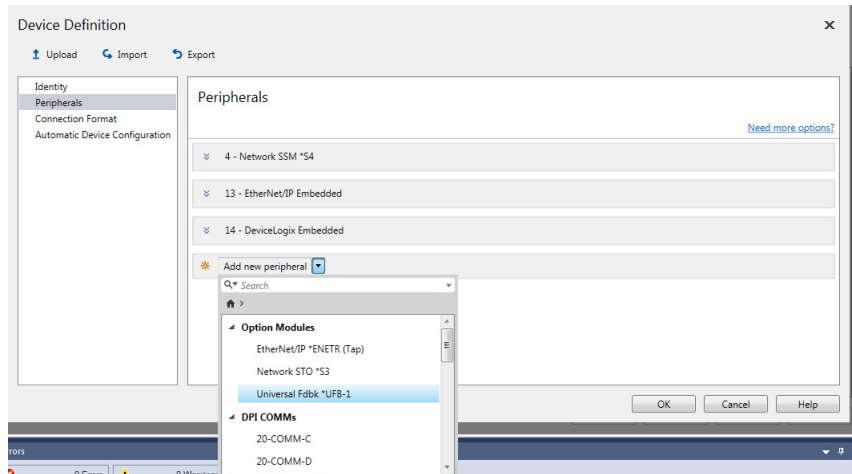 Device Definition
Upload Import Export
Identity
Peripherals
Connection Format
Automatic Device Configuration
Peripherals
Need more options?
4 - Network SSM *S4
13 - EtherNet/IP Embedded
14 - DeviceLogix Embedded
Add new peripheral
Search
Option Modules
EtherNet/IP *ENETR (Tap)
Network STO *S3
Universal Fdbk *UFB-1
DPI COMMs
20-COMM-C
20-COMM-D
OK Cancel Help